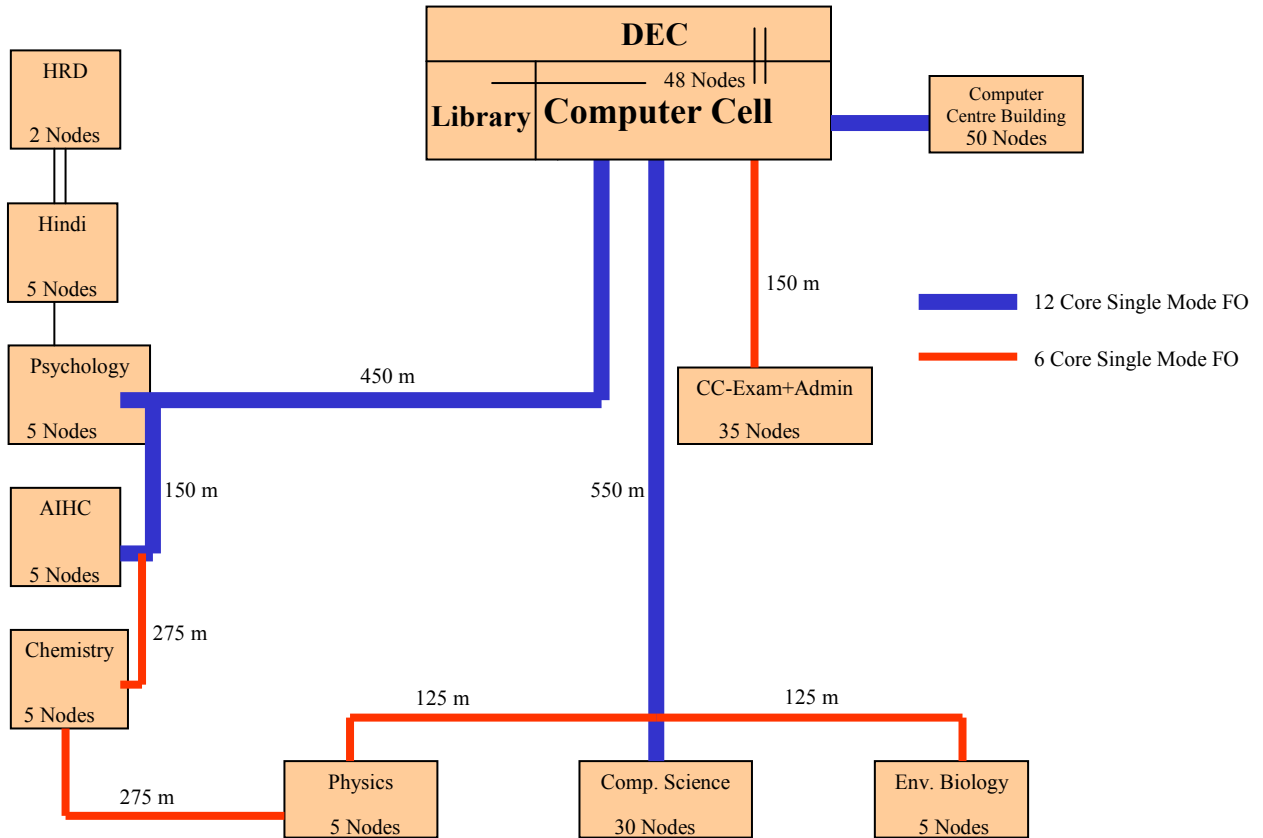 DEC
48 Nodes
Library
Computer Cell
Computer
Centre Building
50 Nodes
HRD
2 Nodes
Hindi
5 Nodes
Psychology
5 Nodes
450 m
150 m
CC-Exam+Admin
35 Nodes
12 Core Single Mode FO
6 Core Single Mode FO
150 m
550 m
AIHC
5 Nodes
275 m
Chemistry
5 Nodes
125 m
125 m
275 m
Physics
5 Nodes
Comp. Science
30 Nodes
Env. Biology
5 Nodes